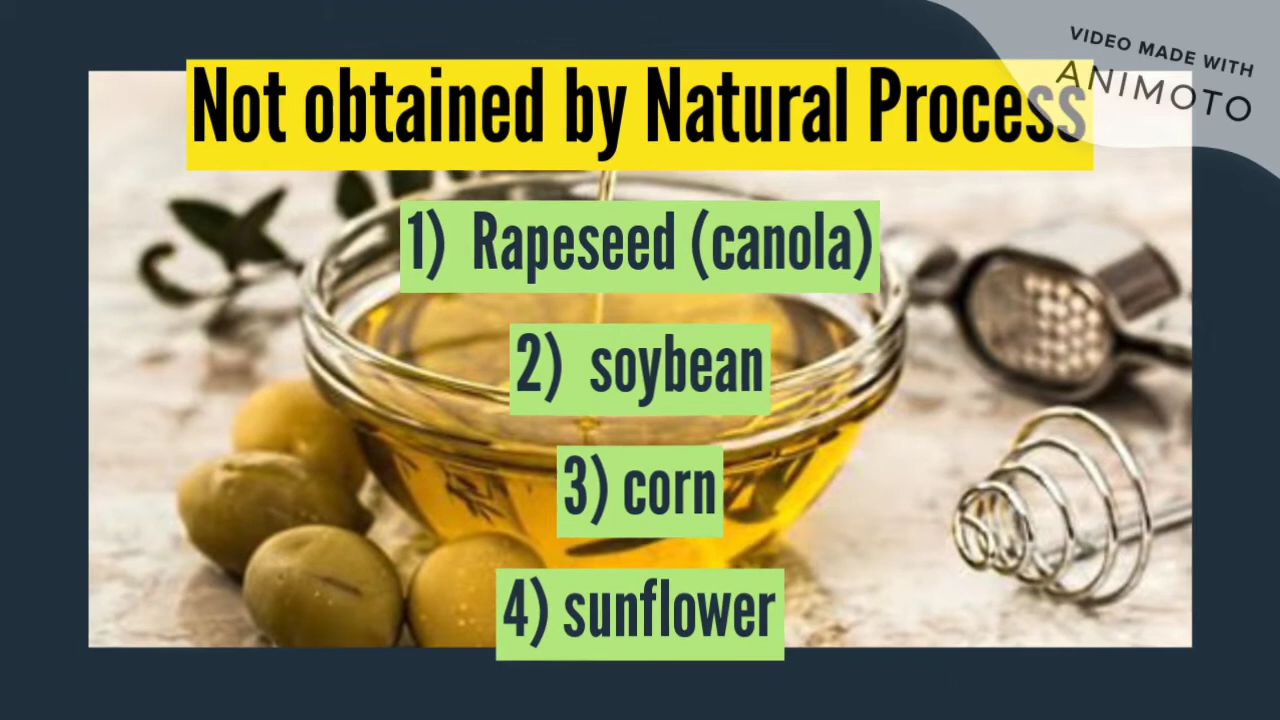 VIDEO MADE WITH
ANIMOTO
Not obtained by Natural Process
1) Rapeseed (canola)
2) soybean
3) corn
4) sunflower